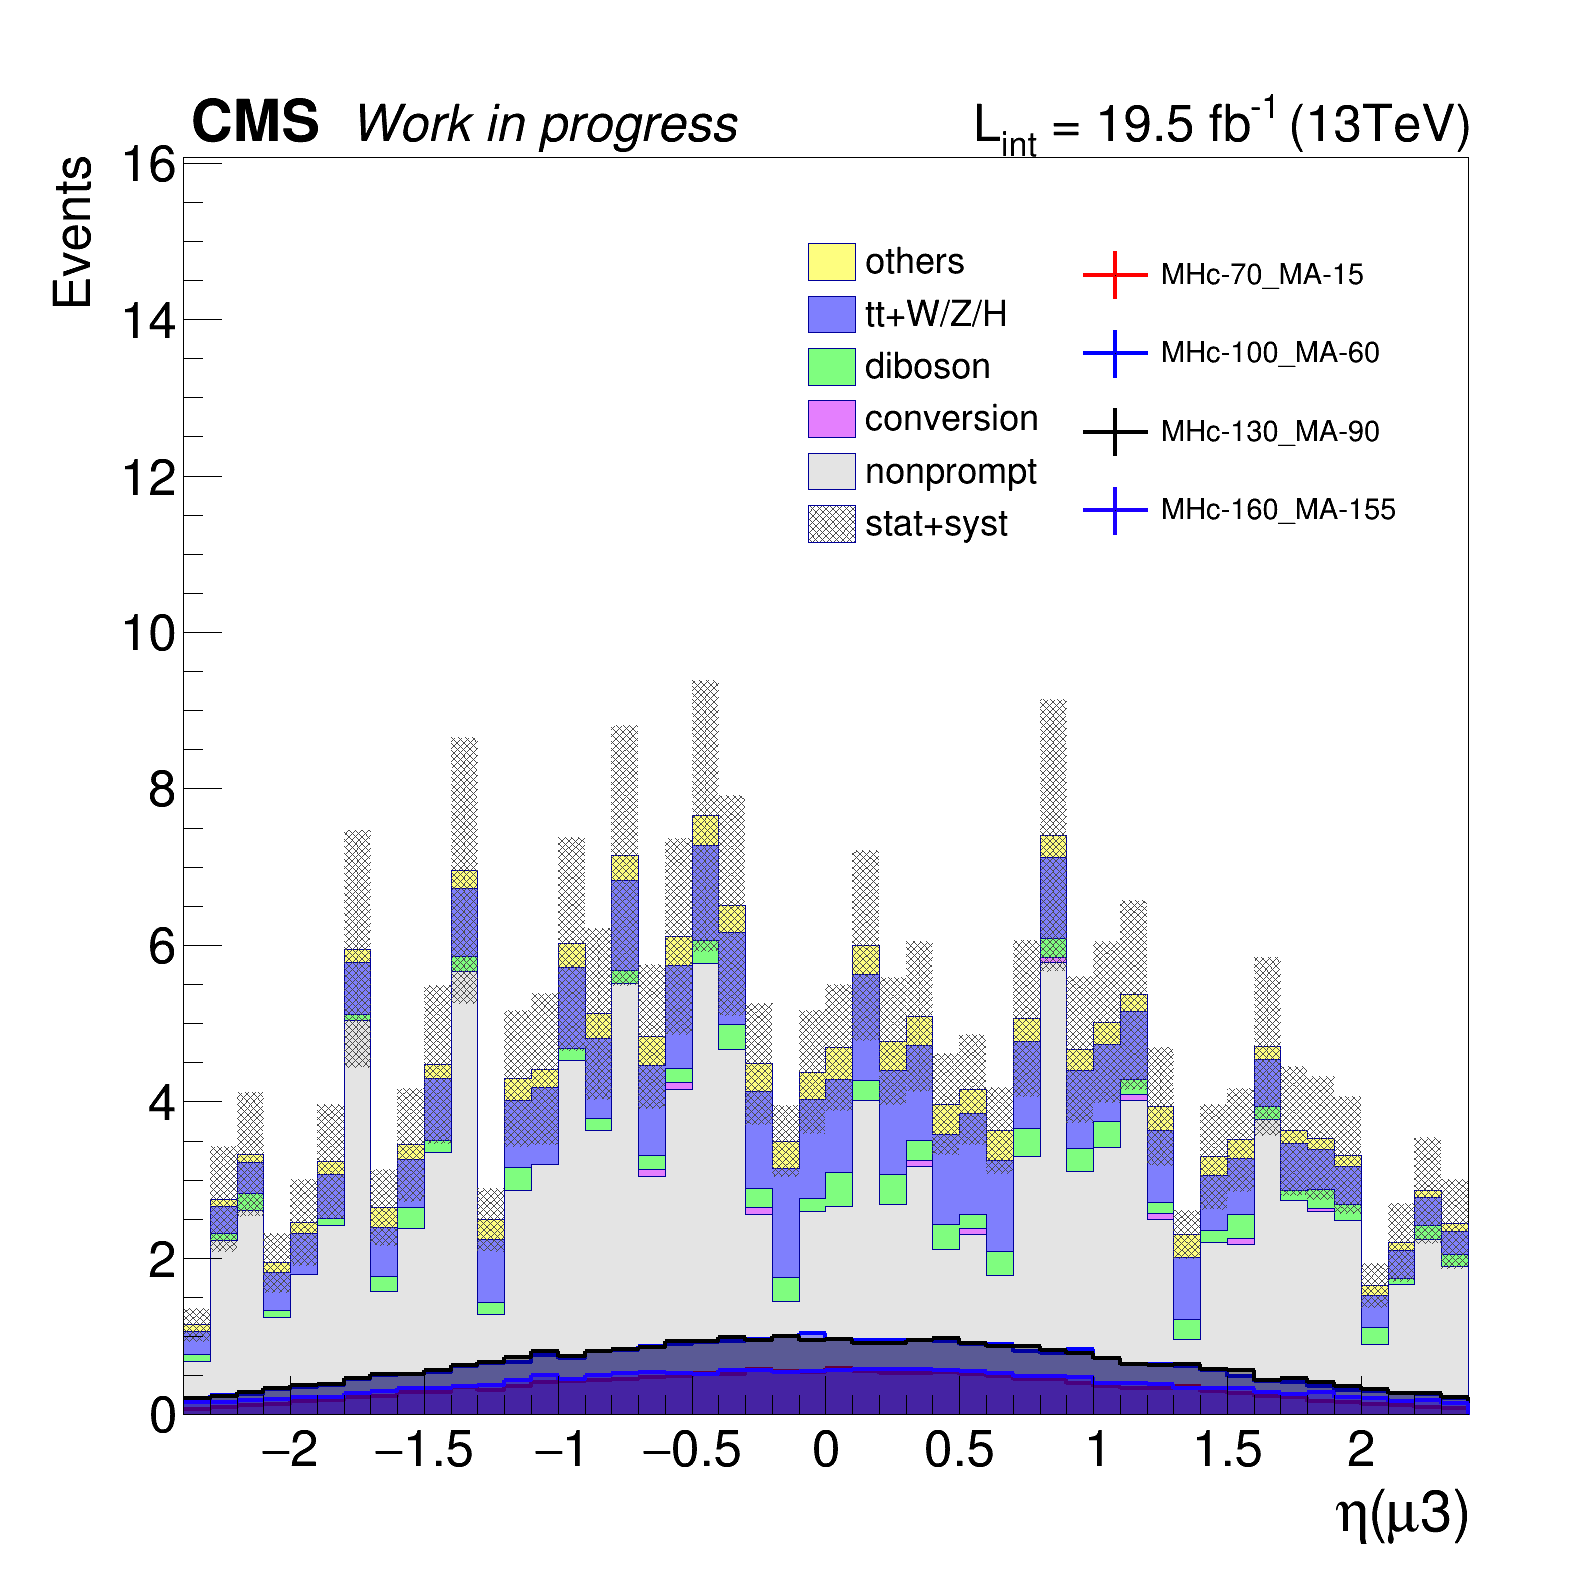 CMS Work in progress L_int = 19.5 fb^-1 (13TeV)
Events
16
14
12
10
8
6
4
2
0
others
tt+W/Z/H
diboson
conversion
nonprompt
stat+syst
MHc-70_MA-15
MHc-100_MA-60
MHc-130_MA-90
MHc-160_MA-155
−2 −1.5 −1 −0.5 0 0.5 1 1.5 2
η(μ3)